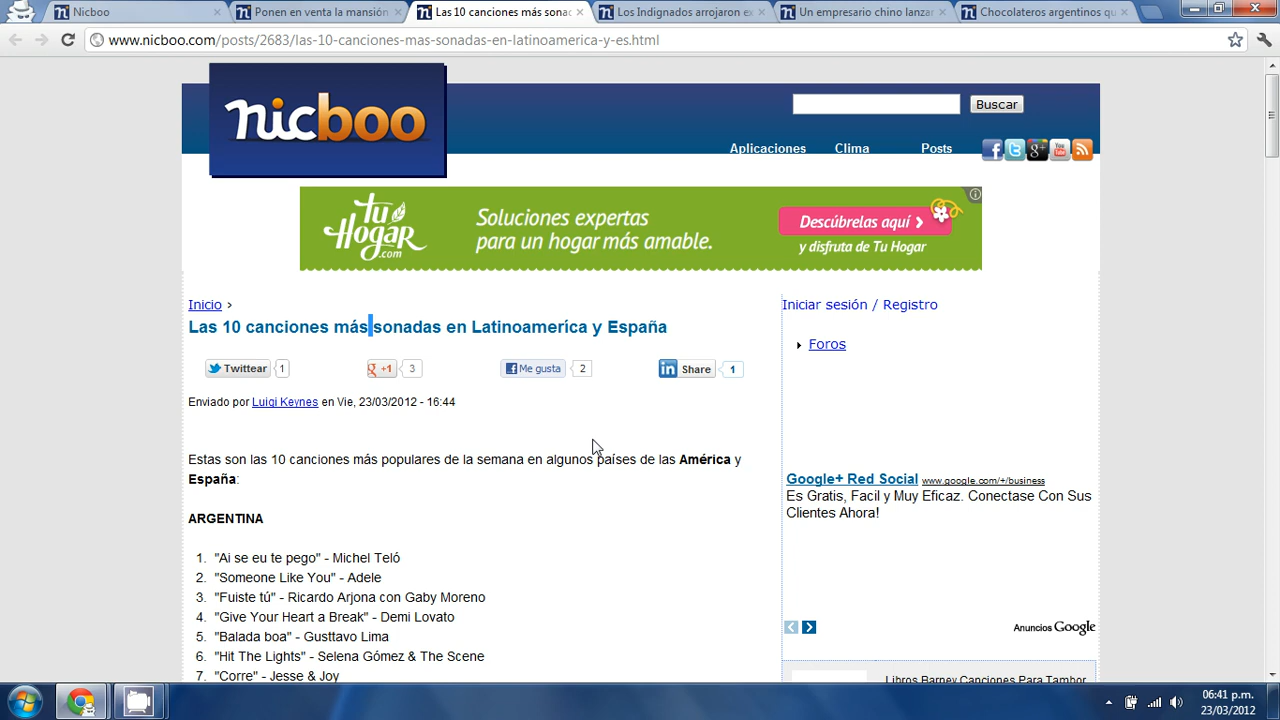 Nicboo
Ponen en venta la mansión
Las 10 canciones más sonad
Los Indignados arrojaron ex
Un empresario chino lanzar
Chocolateros argentinos qu
www.nicboo.com/posts/2683/las-10-canciones-mas-sonadas-en-latinoamerica-y-es.html
nicboo
Buscar
Aplicaciones Clima Posts
tu Hogar.com
Soluciones expertas
para un hogar más amable.
Descúbrelas aquí
y disfruta de Tu Hogar
Inicio ›
Las 10 canciones más sonadas en Latinoameríca y España
Twittear 1 +1 3 Me gusta 2 Share 1
Enviado por Luigi Keynes en Vie, 23/03/2012 - 16:44
Estas son las 10 canciones más populares de la semana en algunos países de las América y
España:
ARGENTINA
1. "Ai se eu te pego" - Michel Teló
2. "Someone Like You" - Adele
3. "Fuiste tú" - Ricardo Arjona con Gaby Moreno
4. "Give Your Heart a Break" - Demi Lovato
5. "Balada boa" - Gusttavo Lima
6. "Hit The Lights" - Selena Gómez & The Scene
7. "Corre" - Jesse & Joy
Iniciar sesión / Registro
Foros
Google+ Red Social www.google.com/+/business
Es Gratis, Facil y Muy Eficaz. Conectase Con Sus
Clientes Ahora!
Anuncios Google
Libros Barney Canciones Para Tambor
06:41 p.m.
23/03/2012